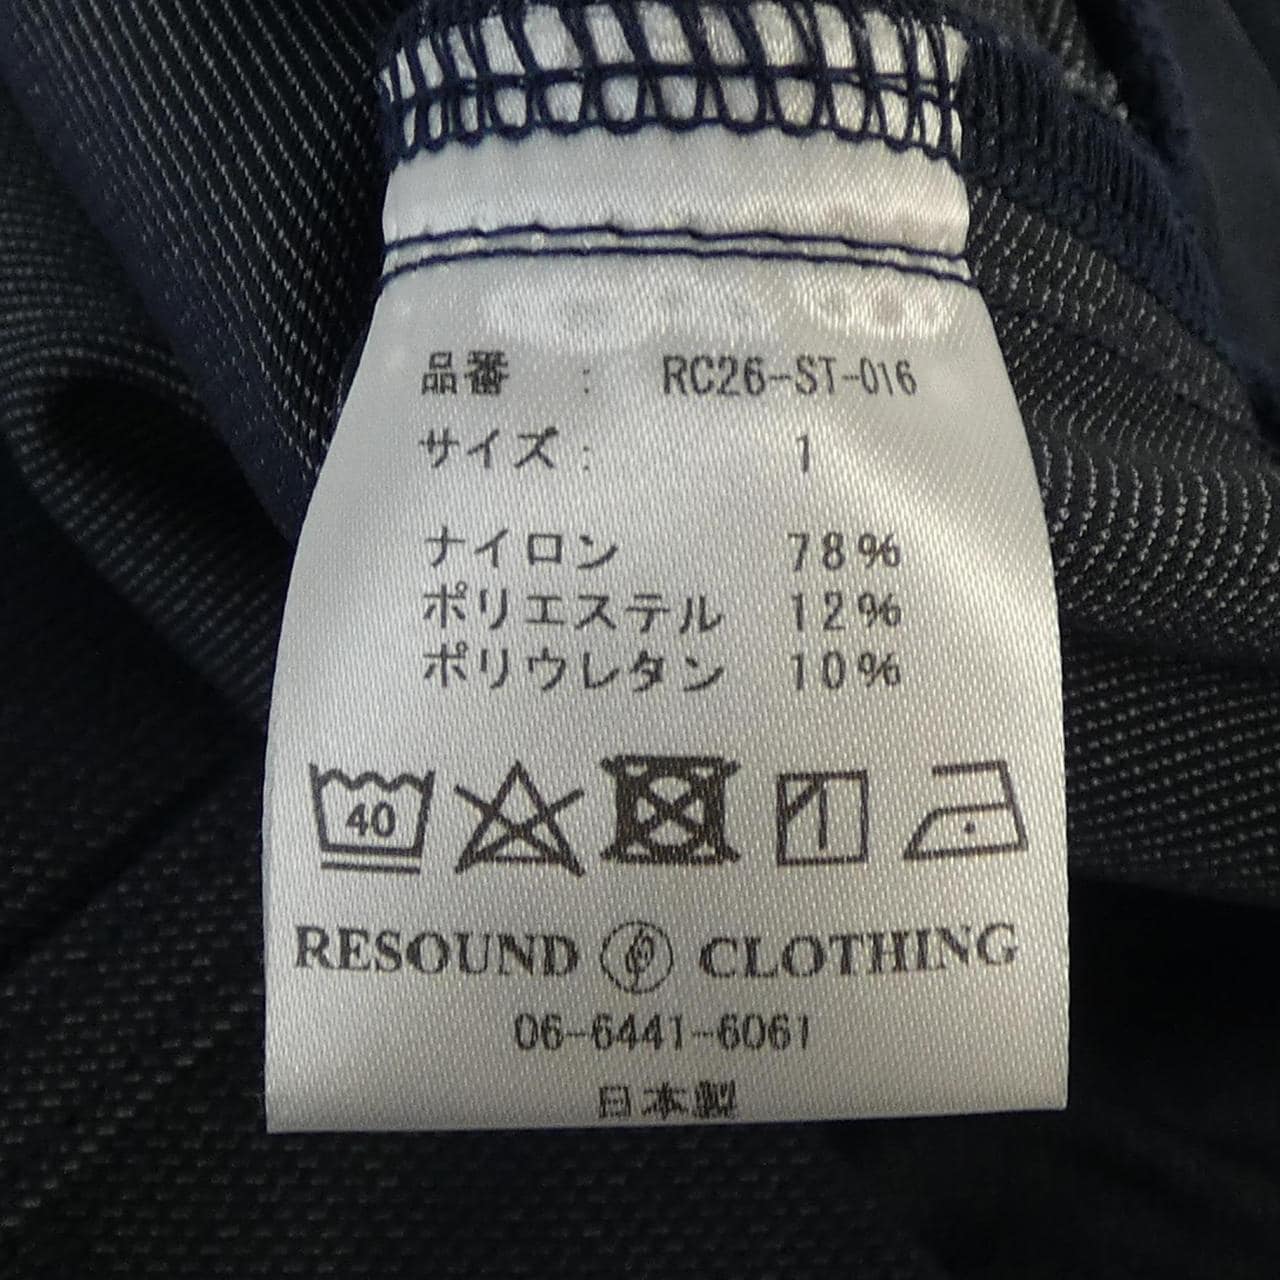 品番 : RC26-ST-016
サイズ: 1
ナイロン 78%
ポリエステル 12%
ポリウレタン 10%
40
RESOUND CLOTHING
06-6441-6061
日本製